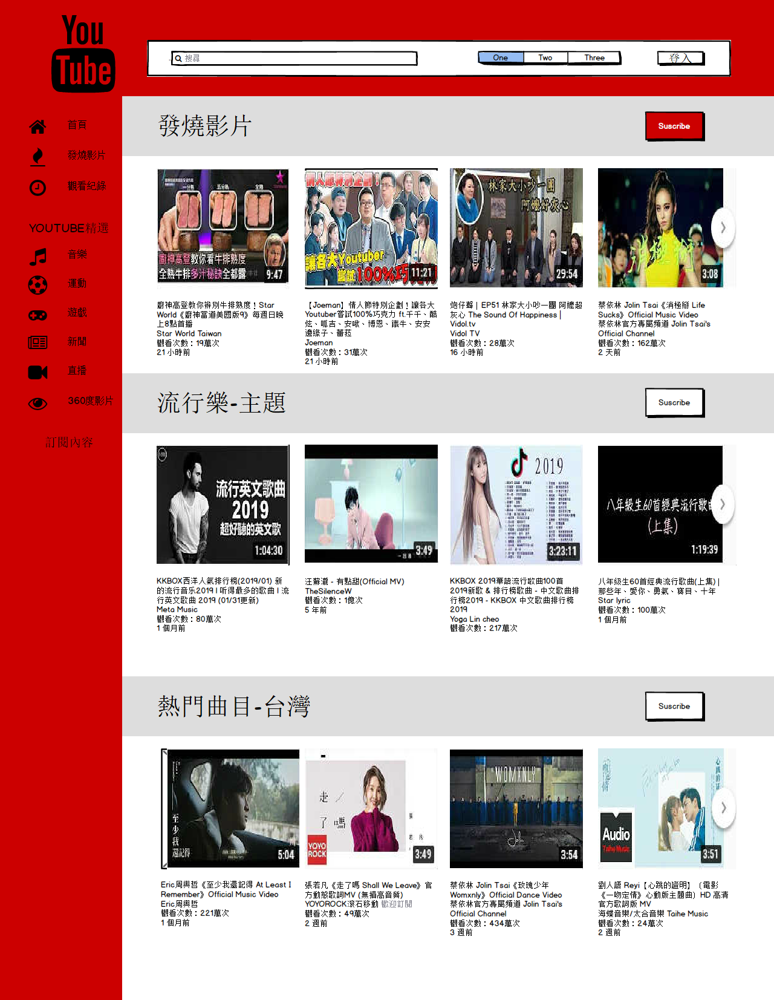 You
Tube
搜尋
One
Two
Three
登入
首頁
發燒影片
觀看紀錄
YOUTUBE精選
音樂
運動
遊戲
新聞
直播
360度影片
訂閱內容
發燒影片
Suscribe
一分熟 五分熟 全熟
廚神高登教你看牛排熟度
全熟牛排多汁秘訣全都露
9:47
情人節特別企劃！
讓各大Youtuber
嘗試100%巧克力
11:21
林家大小吵一團
阿嬤好灰心
29:54
消極掰
3:08
廚神高登教你辨別牛排熟度！Star
World《廚神當道美國版9》每週日晚
上8點首播
Star World Taiwan
觀看次數：19萬次
21 小時前
【Joeman】情人節特別企劃！讓各大
Youtuber嘗試100%巧克力 ft.千千、酷
炫、呱吉、安啾、博恩、鐵牛、安安
邊緣子、蕾菈
Joeman
觀看次數：31萬次
21 小時前
炮仔聲 | EP51 林家大小吵一團 阿嬤超
灰心 The Sound Of Happiness |
Vidol.tv
Vidol TV
觀看次數：28萬次
16 小時前
蔡依林 Jolin Tsai《消極掰 Life
Sucks》Official Music Video
蔡依林官方專屬頻道 Jolin Tsai's
Official Channel
觀看次數：162萬次
2 天前
流行樂-主題
Suscribe
流行英文歌曲
2019
超好聽的英文歌
1:04:30
3:49
2019
3:23:11
八年級生60首經典流行歌曲
(上集)
1:19:39
KKBOX西洋人氣排行榜(2019/01) 新
的流行音乐2019 | 听得最多的歌曲 | 流
行英文歌曲 2019 (01/31更新)
Meta Music
觀看次數：80萬次
1 個月前
汪蘇瀧 - 有點甜(Official MV)
TheSilenceW
觀看次數：1億次
5 年前
KKBOX 2019華語流行歌曲100首
2019新歌 & 排行榜歌曲 - 中文歌曲排
行榜2019 - KKBOX 中文歌曲排行榜
2019
Yoga Lin cheo
觀看次數：217萬次
八年級生60首經典流行歌曲(上集) |
那些年、愛你、勇氣、寶貝、十年
Star lyric
觀看次數：100萬次
1 個月前
熱門曲目-台灣
Suscribe
至少我還記得
5:04
走了嗎
YOYO
ROCK
3:49
"WOMXNLY"
Jolin
3:54
心跳的證明
Audio
Taihe Music
3:51
Eric周興哲《至少我還記得 At Least I
Remember》Official Music Video
Eric周興哲
觀看次數：221萬次
1 個月前
張若凡《走了嗎 Shall We Leave》官
方動態歌詞MV (無損高音質)
YOYOROCK滾石移動 歡迎訂閱
觀看次數：49萬次
2 週前
蔡依林 Jolin Tsai《玫瑰少年
Womxnly》Official Dance Video
蔡依林官方專屬頻道 Jolin Tsai's
Official Channel
觀看次數：434萬次
3 週前
劉人語 Reyi【心跳的證明】〔電影
《一吻定情》心動版主題曲〕HD 高清
官方歌詞版 MV
海蝶音樂/太合音樂 Taihe Music
觀看次數：24萬次
2 週前